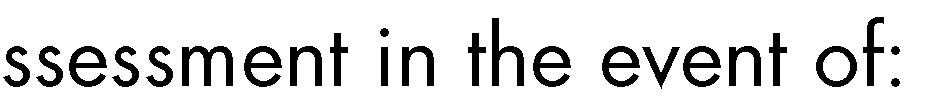 ssessment in the event of: